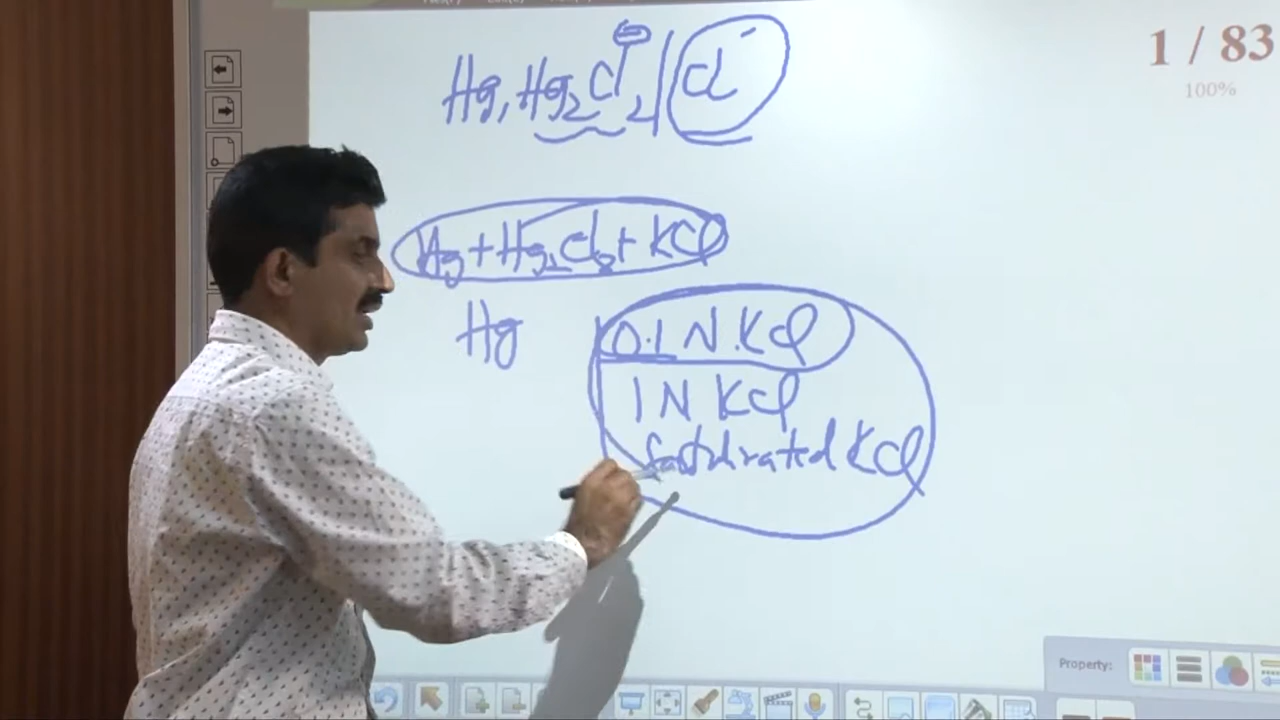 1 / 83
100%
Hg, Hg₂Cl₂ | Cl⁻
Hg + Hg₂Cl₂ + KCl
Hg
0.1 N.KCl
1 N KCl
Saturated KCl
Property: